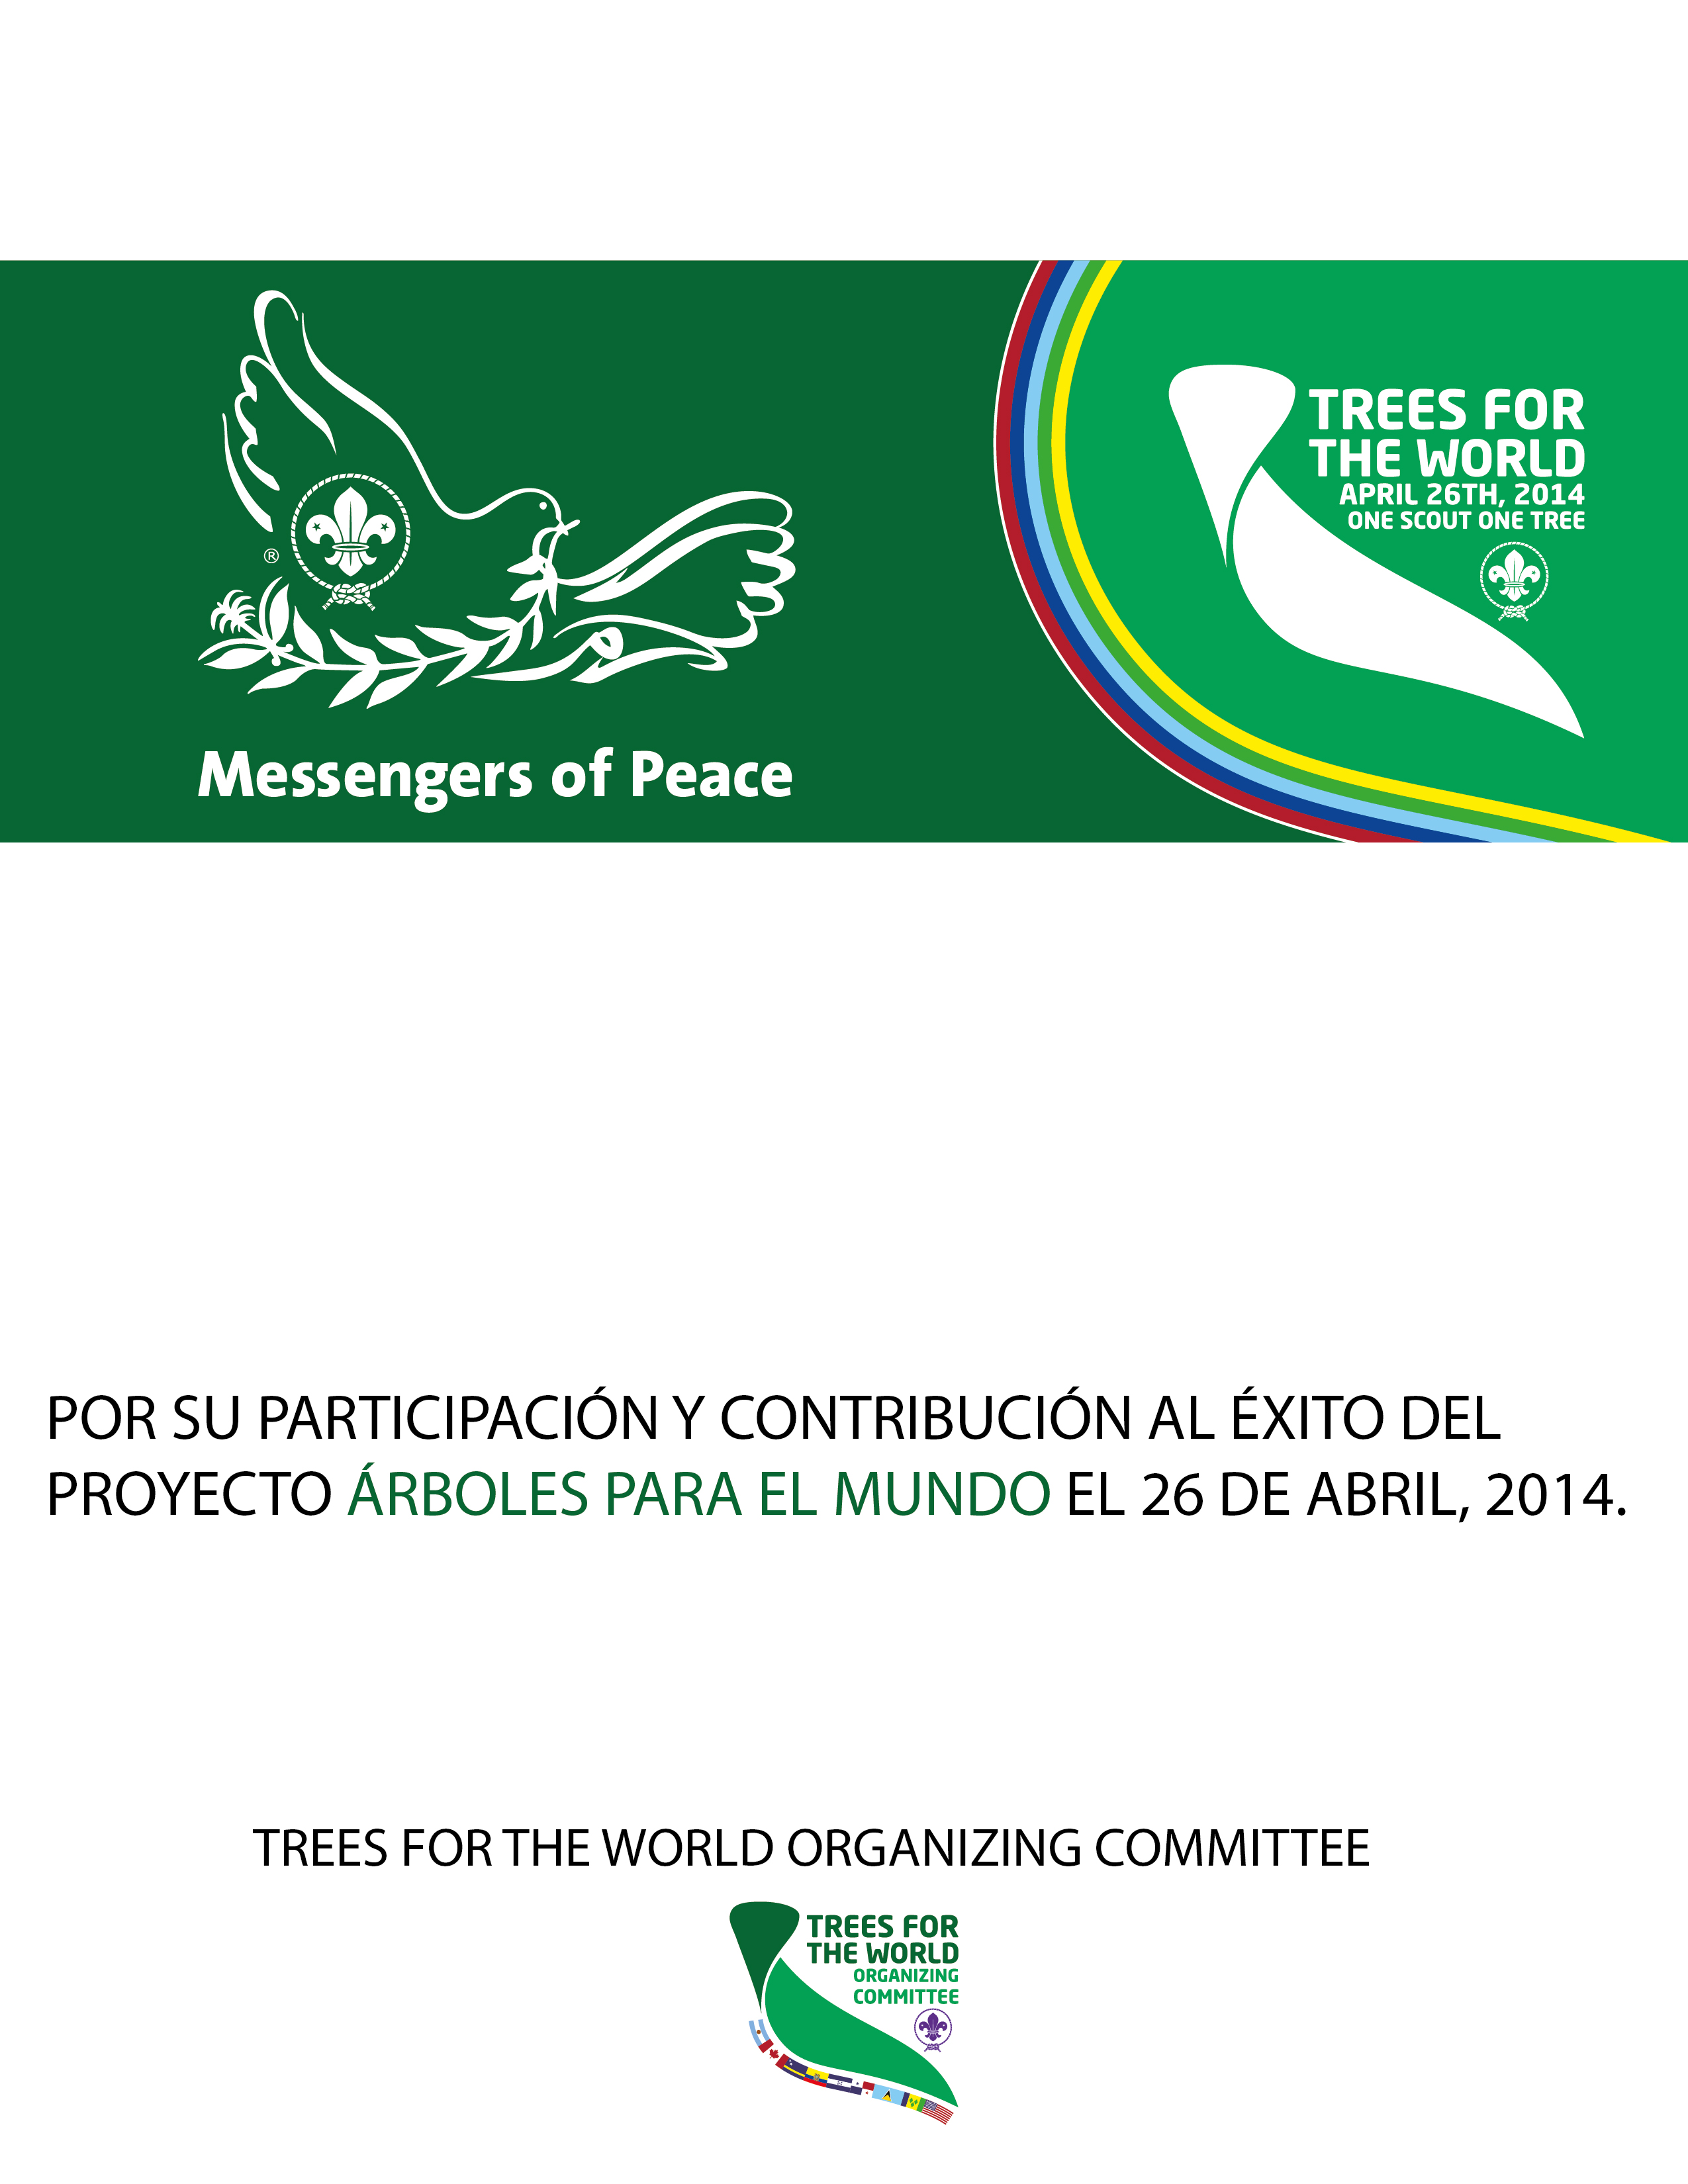 TREES FOR
THE WORLD
APRIL 26TH, 2014
ONE SCOUT ONE TREE
®
Messengers of Peace
POR SU PARTICIPACIÓN Y CONTRIBUCIÓN AL ÉXITO DEL
PROYECTO ÁRBOLES PARA EL MUNDO EL 26 DE ABRIL, 2014.
TREES FOR THE WORLD ORGANIZING COMMITTEE
TREES FOR
THE WORLD
ORGANIZING
COMMITTEE